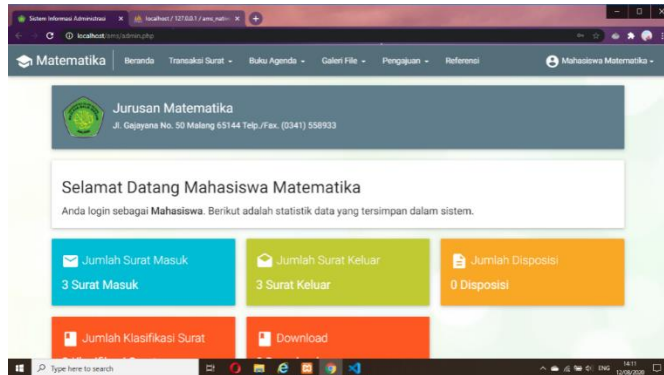 Sistem Informasi Administrasi
localhost / 127.0.0.1 / ams_nativ
localhost/ams/admin.php
Matematika
Beranda
Transaksi Surat
Buku Agenda
Galeri File
Pengajuan
Referensi
Mahasiswa Matematika
Jurusan Matematika
Jl. Gajayana No. 50 Malang 65144 Telp./Fax. (0341) 558933
Selamat Datang Mahasiswa Matematika
Anda login sebagai Mahasiswa. Berikut adalah statistik data yang tersimpan dalam sistem.
Jumlah Surat Masuk
3 Surat Masuk
Jumlah Surat Keluar
3 Surat Keluar
Jumlah Disposisi
0 Disposisi
Jumlah Klasifikasi Surat
Download
Type here to search
ENG
14:11
12/08/2020